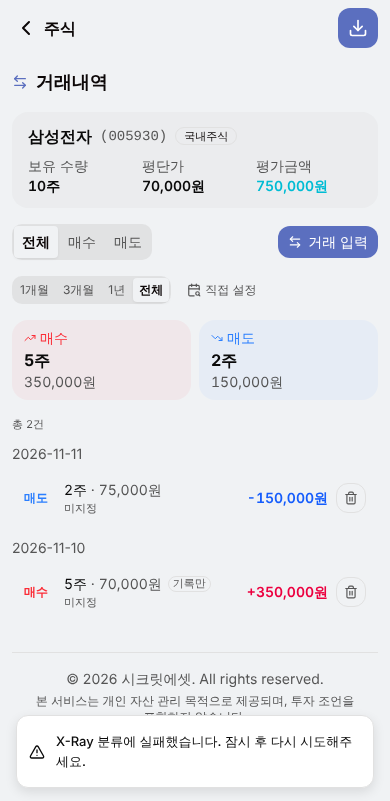 주식
거래내역
삼성전자 (005930) 국내주식
보유 수량 평단가 평가금액
10주 70,000원 750,000원
전체 매수 매도 거래 입력
1개월 3개월 1년 전체 직접 설정
매수 매도
5주 2주
350,000원 150,000원
총 2건
2026-11-11
매도 2주 · 75,000원 -150,000원
미지정
2026-11-10
매수 5주 · 70,000원 기록만 +350,000원
미지정
© 2026 시크릿에셋. All rights reserved.
본 서비스는 개인 자산 관리 목적으로 제공되며, 투자 조언을
X-Ray 분류에 실패했습니다. 잠시 후 다시 시도해주
세요.